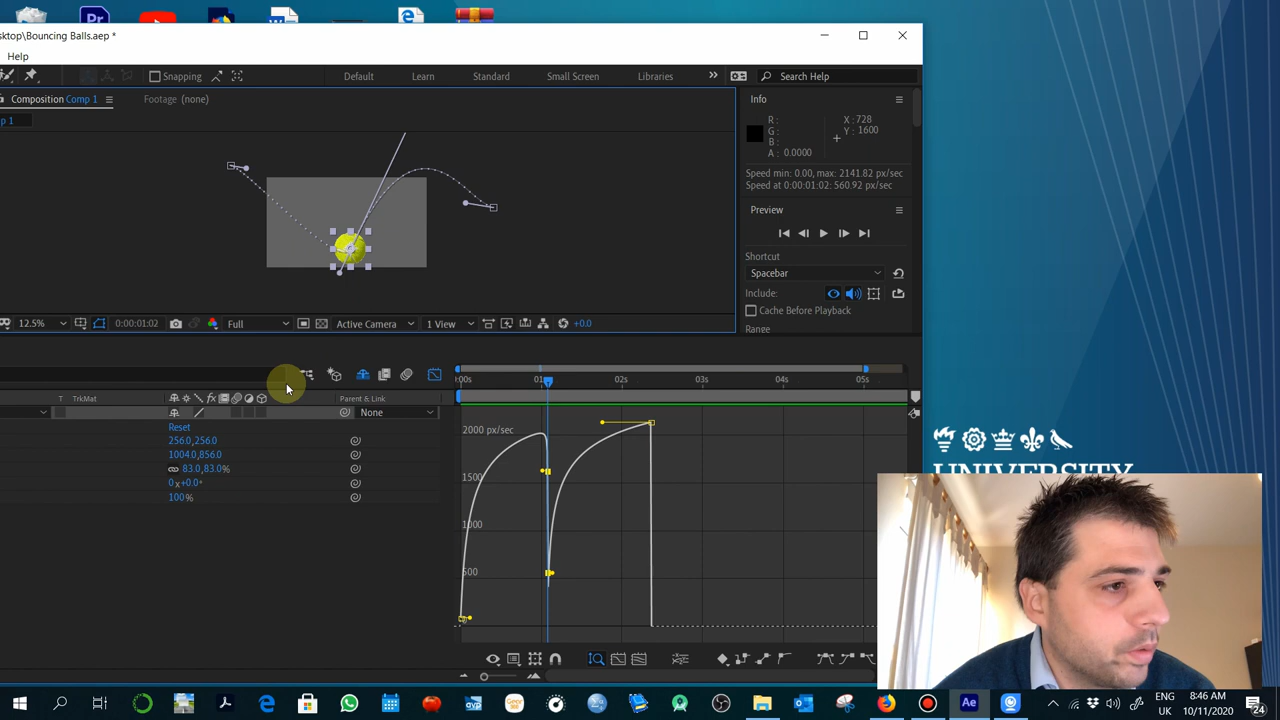 sktop\Bouncing Balls.aep *
Help
Snapping
Default
Learn
Standard
Small Screen
Libraries
Search Help
Composition Comp 1
Footage (none)
Info
p 1
R :
G :
B :
A : 0.0000
X : 728
Y : 1600
Speed min: 0.00, max: 2141.82 px/sec
Speed at 0:00:01:02: 560.92 px/sec
Preview
Shortcut
Spacebar
Include:
Cache Before Playback
Range
12.5%
0:00:01:02
Full
Active Camera
1 View
+0.0
:00s
01
02s
03s
04s
05s
T TrkMat
Parent & Link
None
Reset
256.0,256.0
1004.0,856.0
83.0,83.0%
0x+0.0°
100%
2000 px/sec
1500
1000
500
UNIVERSITY
ENG
UK
8:46 AM
10/11/2020
24